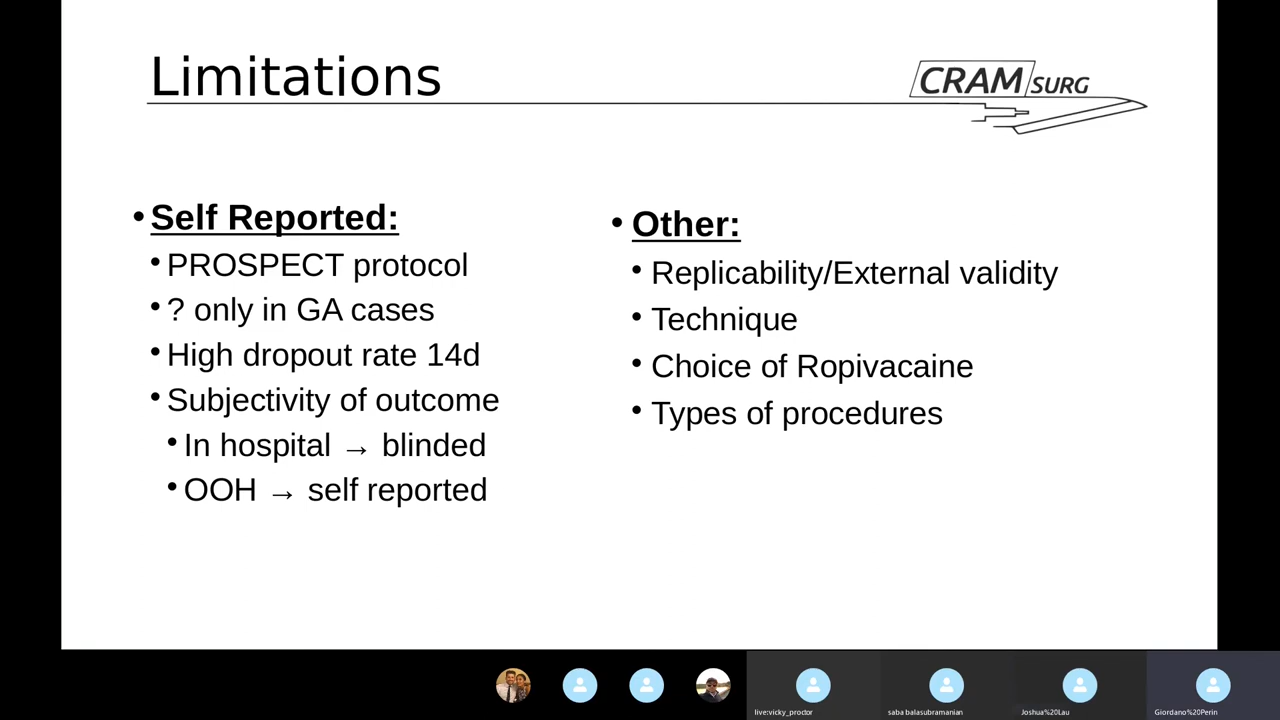 Limitations
CRAM SURG
• Self Reported:
• PROSPECT protocol
• ? only in GA cases
• High dropout rate 14d
• Subjectivity of outcome
• In hospital → blinded
• OOH → self reported
• Other:
• Replicability/External validity
• Technique
• Choice of Ropivacaine
• Types of procedures
live:vicky_proctor
saba balasubramanian
Joshua%20Lau
Giordano%20Perin